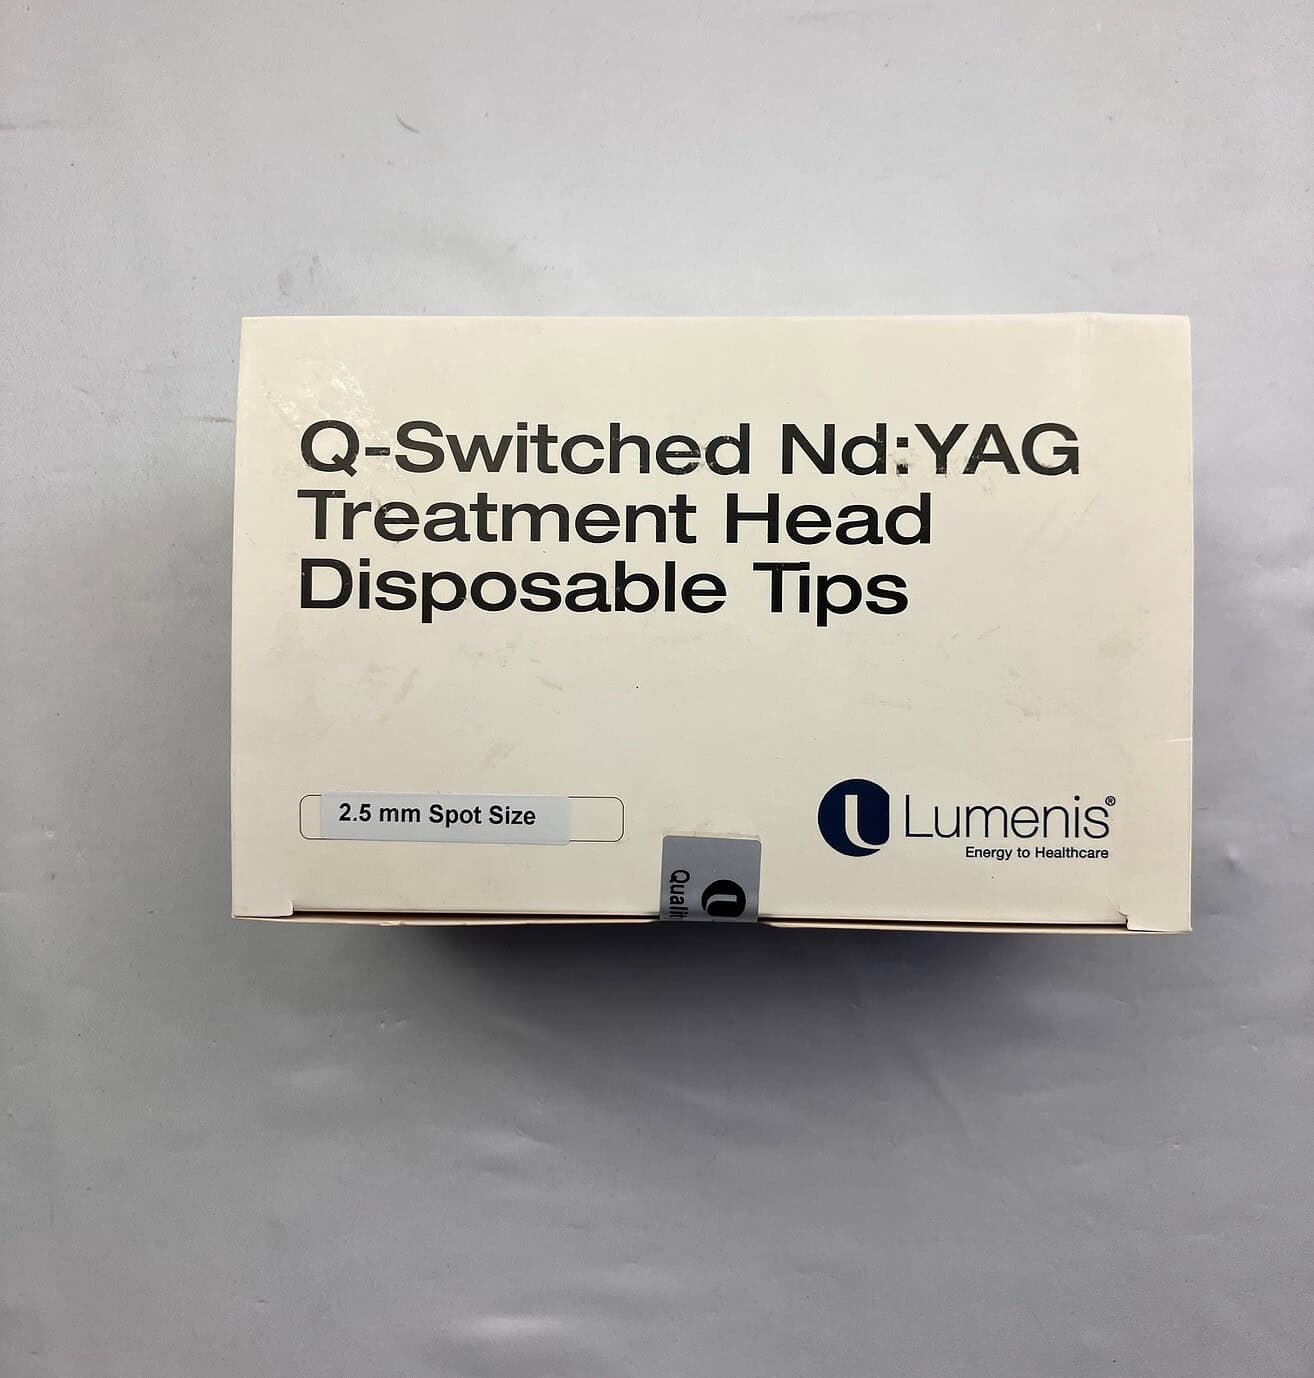 Q-Switched Nd:YAG
Treatment Head
Disposable Tips
2.5 mm Spot Size
Lumenis®
Energy to Healthcare